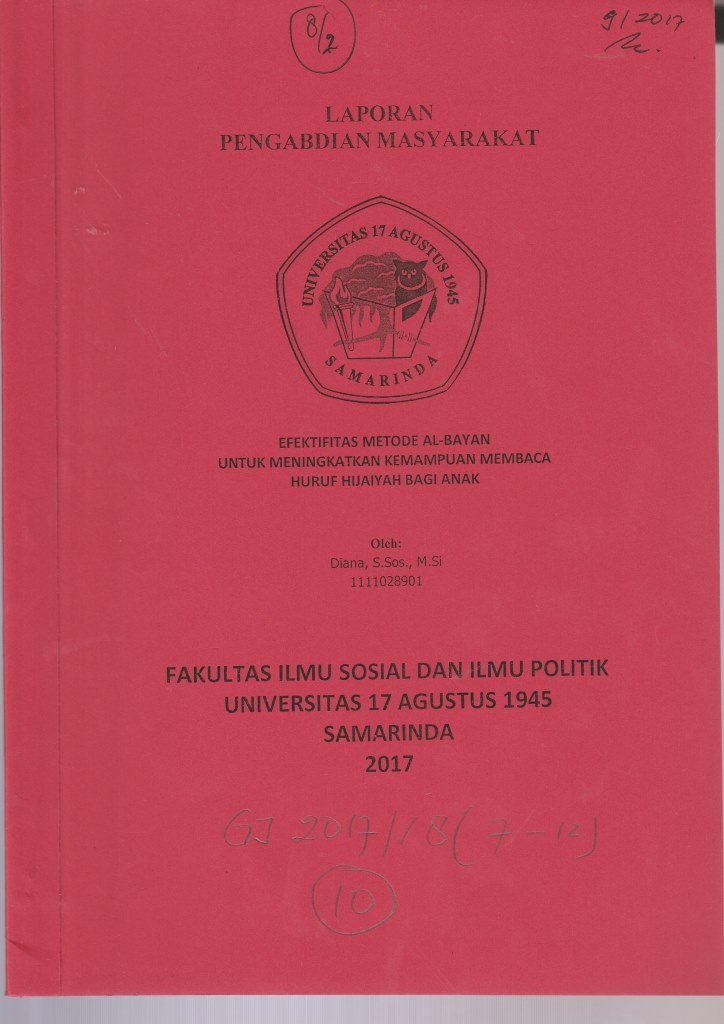 8/2
9/2017
LAPORAN
PENGABDIAN MASYARAKAT
UNIVERSITAS 17 AGUSTUS 1945
SAMARINDA
EFEKTIFITAS METODE AL-BAYAN
UNTUK MENINGKATKAN KEMAMPUAN MEMBACA
HURUF HIJAIYAH BAGI ANAK
Oleh:
Diana, S.Sos., M.Si
1111028901
FAKULTAS ILMU SOSIAL DAN ILMU POLITIK
UNIVERSITAS 17 AGUSTUS 1945
SAMARINDA
2017
GJ 2017/18 (7-12)
10